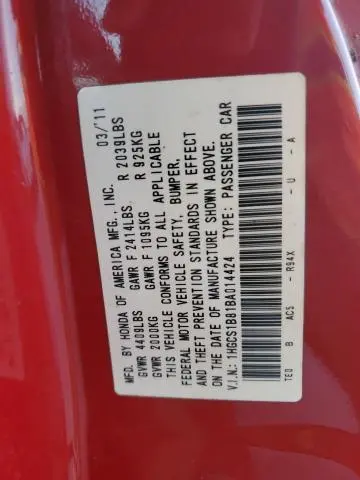 MFD. BY HONDA OF AMERICA MFG., INC. 03/'11
GVWR 4409LBS GAWR F 2414LBS R 2039LBS
GVWR 2000KG GAWR F 1095KG R 925KG
THIS VEHICLE CONFORMS TO ALL APPLICABLE
FEDERAL MOTOR VEHICLE SAFETY, BUMPER,
AND THEFT PREVENTION STANDARDS IN EFFECT
ON THE DATE OF MANUFACTURE SHOWN ABOVE.
V.I.N.: 1HGCS1B81BA014424 TYPE: PASSENGER CAR
TE0 B AC5 - R94X - U - A